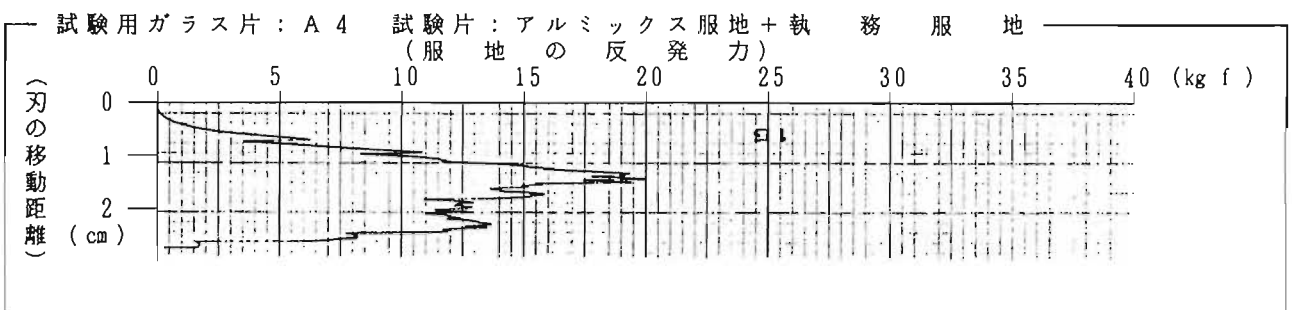 試験用ガラス片：A4　試験片：アルミックス服地＋執務服地
（服地の反発力）
0 5 10 15 20 25 30 35 40 (kg f)
（刃の移動距離）
(cm)
0
1
2